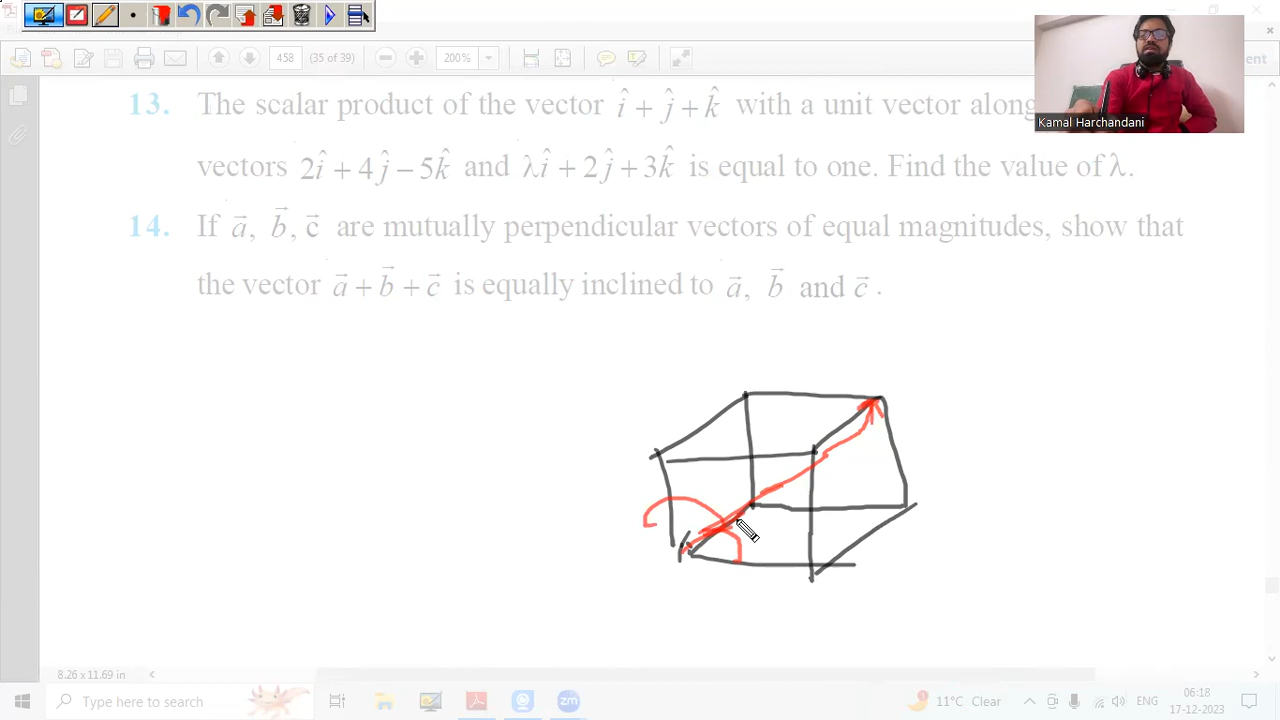 458 (35 of 39) 200%
ent
13. The scalar product of the vector î + ĵ + k̂ with a unit vector along
vectors 2î + 4ĵ − 5k̂ and λî + 2ĵ + 3k̂ is equal to one. Find the value of λ.
Kamal Harchandani
14. If a⃗, b⃗, c⃗ are mutually perpendicular vectors of equal magnitudes, show that
the vector a⃗ + b⃗ + c⃗ is equally inclined to a⃗, b⃗ and c⃗.
8.26 x 11.69 in
Type here to search
zm
1
11°C Clear
ENG
06:18
17-12-2023